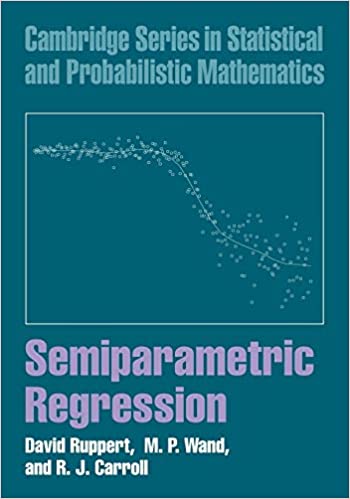 Cambridge Series in Statistical
and Probabilistic Mathematics
Semiparametric
Regression
David Ruppert, M. P. Wand,
and R. J. Carroll